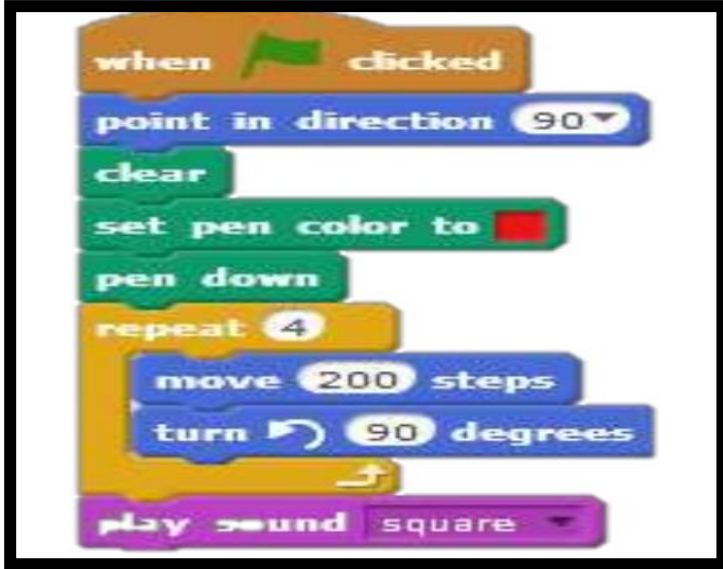 when clicked
point in direction 90
clear
set pen color to
pen down
repeat 4
move 200 steps
turn 90 degrees
play sound square